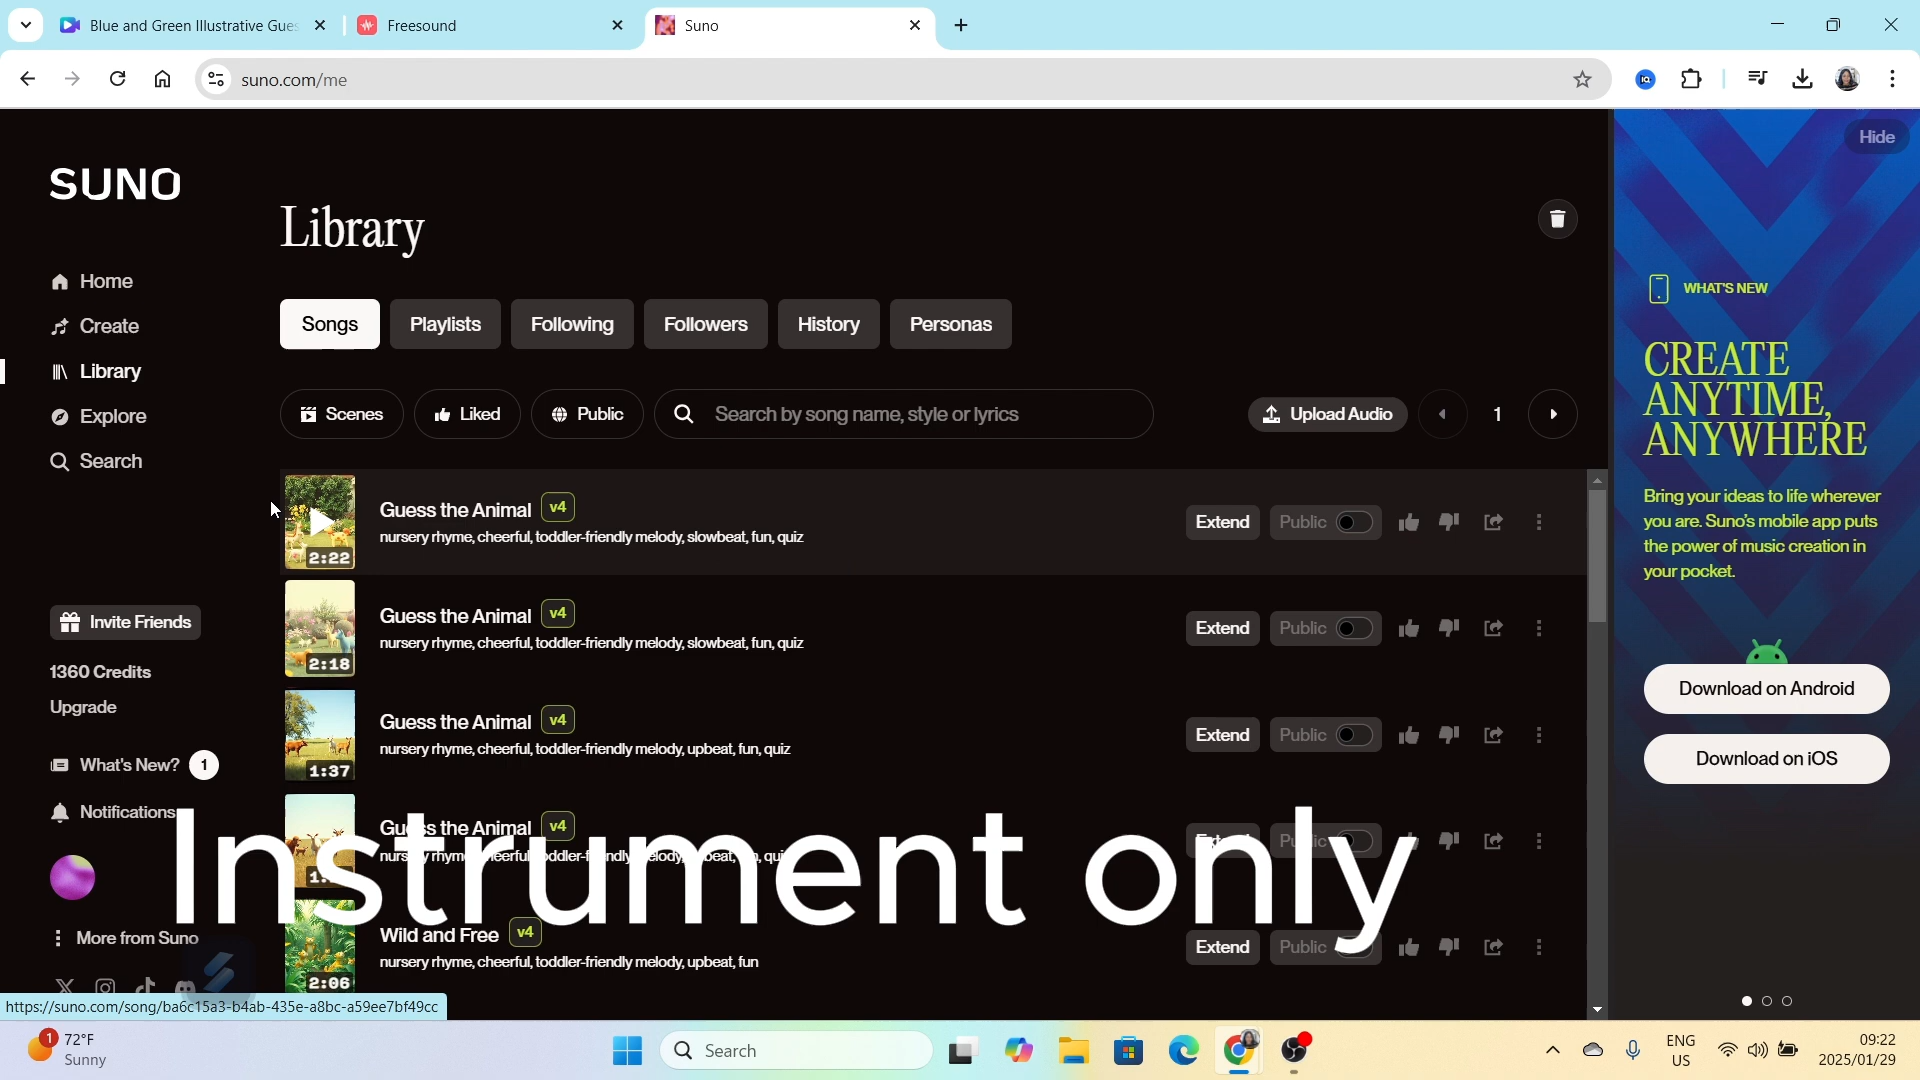 Blue and Green Illustrative Gues
Freesound
Suno
suno.com/me
SUNO
Home
Create
Library
Explore
Search
Invite Friends
1360 Credits
Upgrade
What's New? 1
Notifications
More from Suno
Library
Songs
Playlists
Following
Followers
History
Personas
Scenes
Liked
Public
Search by song name, style or lyrics
Upload Audio
1
Guess the Animal v4
nursery rhyme, cheerful, toddler-friendly melody, slowbeat, fun, quiz
2:22
Extend
Public
Guess the Animal v4
nursery rhyme, cheerful, toddler-friendly melody, slowbeat, fun, quiz
2:18
Extend
Public
Guess the Animal v4
nursery rhyme, cheerful, toddler-friendly melody, upbeat, fun, quiz
1:37
Extend
Public
Guess the Animal v4
Extend
Public
Instrument only
Wild and Free v4
nursery rhyme, cheerful, toddler-friendly melody, upbeat, fun
2:06
Extend
Public
Hide
WHAT'S NEW
CREATE
ANYTIME,
ANYWHERE
Bring your ideas to life wherever
you are. Suno's mobile app puts
the power of music creation in
your pocket.
Download on Android
Download on iOS
https://suno.com/song/ba6c15a3-b4ab-435e-a8bc-a59ee7bf49cc
1
72°F
Sunny
Search
ENG
US
09:22
2025/01/29